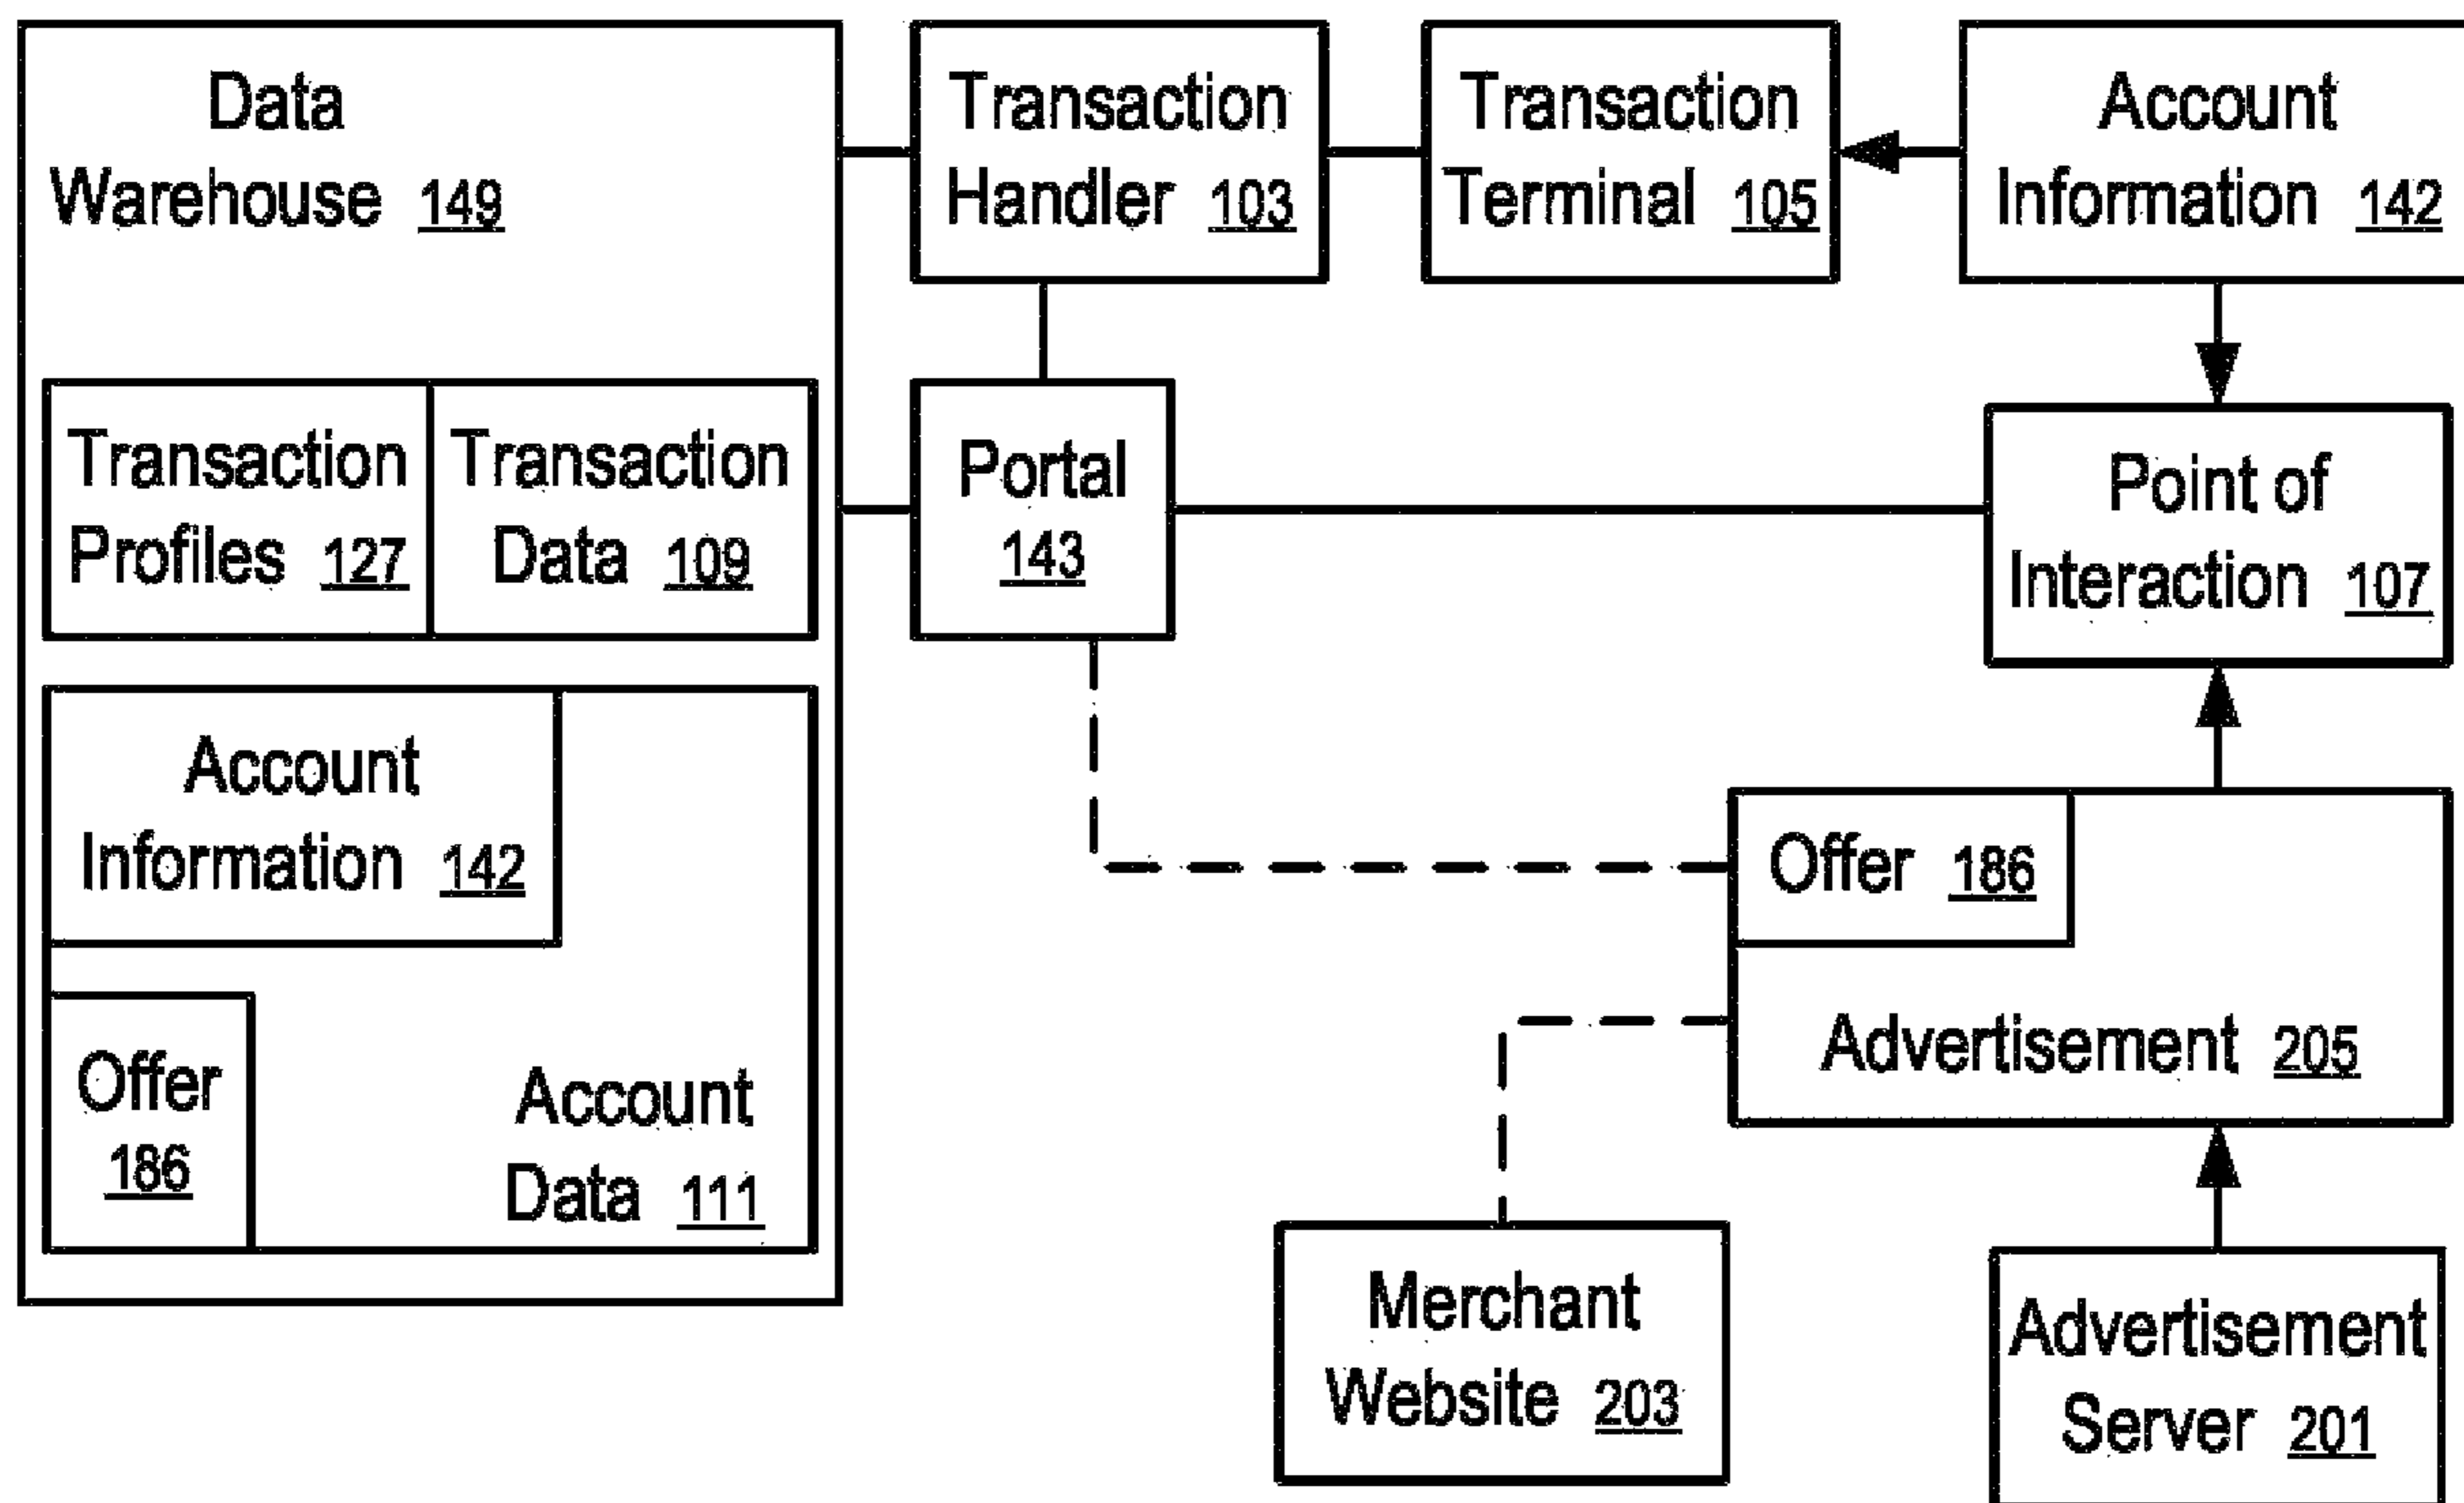 Data
Warehouse 149
Transaction
Handler 103
Transaction
Terminal 105
Account
Information 142
Transaction
Profiles 127
Transaction
Data 109
Portal
143
Point of
Interaction 107
Account
Information 142
Offer 186
Offer
186
Account
Data 111
Advertisement 205
Merchant
Website 203
Advertisement
Server 201